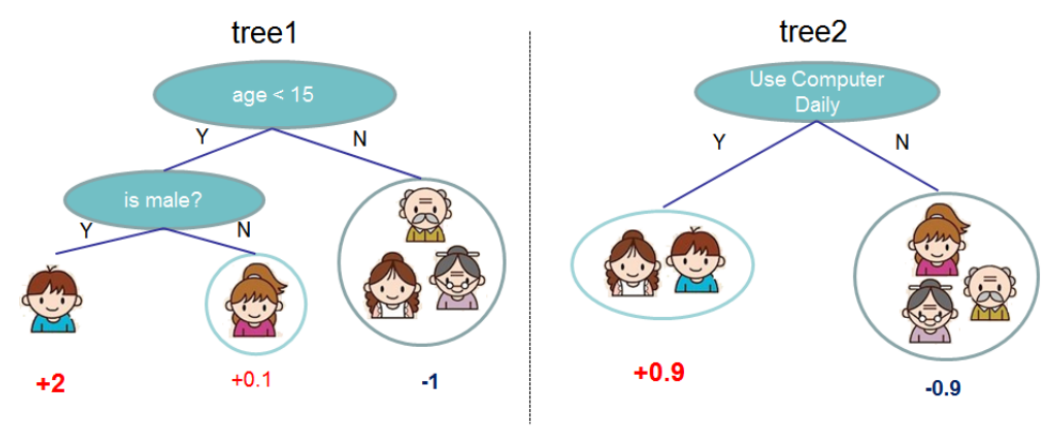 tree1
age < 15
Y
N
is male?
Y
N
+2
+0.1
-1
tree2
Use Computer
Daily
Y
N
+0.9
-0.9